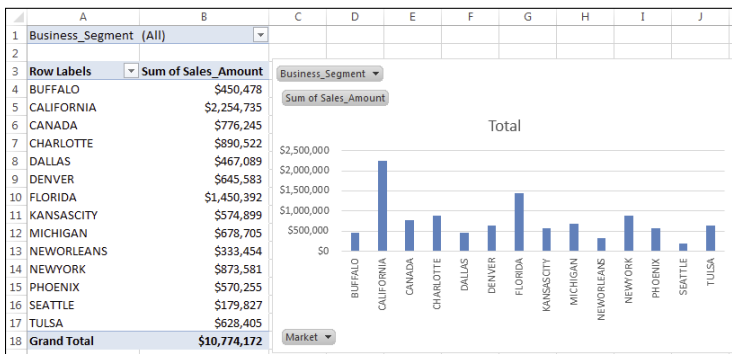 A B C D E F G H I J
1 Business_Segment (All)
2
3 Row Labels Sum of Sales_Amount
4 BUFFALO $450,478
5 CALIFORNIA $2,254,735
6 CANADA $776,245
7 CHARLOTTE $890,522
8 DALLAS $467,089
9 DENVER $645,583
10 FLORIDA $1,450,392
11 KANSASCITY $574,899
12 MICHIGAN $678,705
13 NEWORLEANS $333,454
14 NEWYORK $873,581
15 PHOENIX $570,255
16 SEATTLE $179,827
17 TULSA $628,405
18 Grand Total $10,774,172
Business_Segment
Sum of Sales_Amount
Total
$2,500,000
$2,000,000
$1,500,000
$1,000,000
$500,000
$0
BUFFALO
CALIFORNIA
CANADA
CHARLOTTE
DALLAS
DENVER
FLORIDA
KANSASCITY
MICHIGAN
NEWORLEANS
NEWYORK
PHOENIX
SEATTLE
TULSA
Market